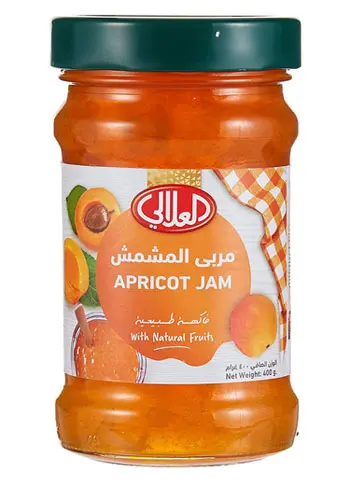 العلالي
مربى المشمش
APRICOT JAM
فاكهة طبيعية
With Natural Fruits
الوزن الصافي ٤٠٠ غرام
Net Weight: 400 g.